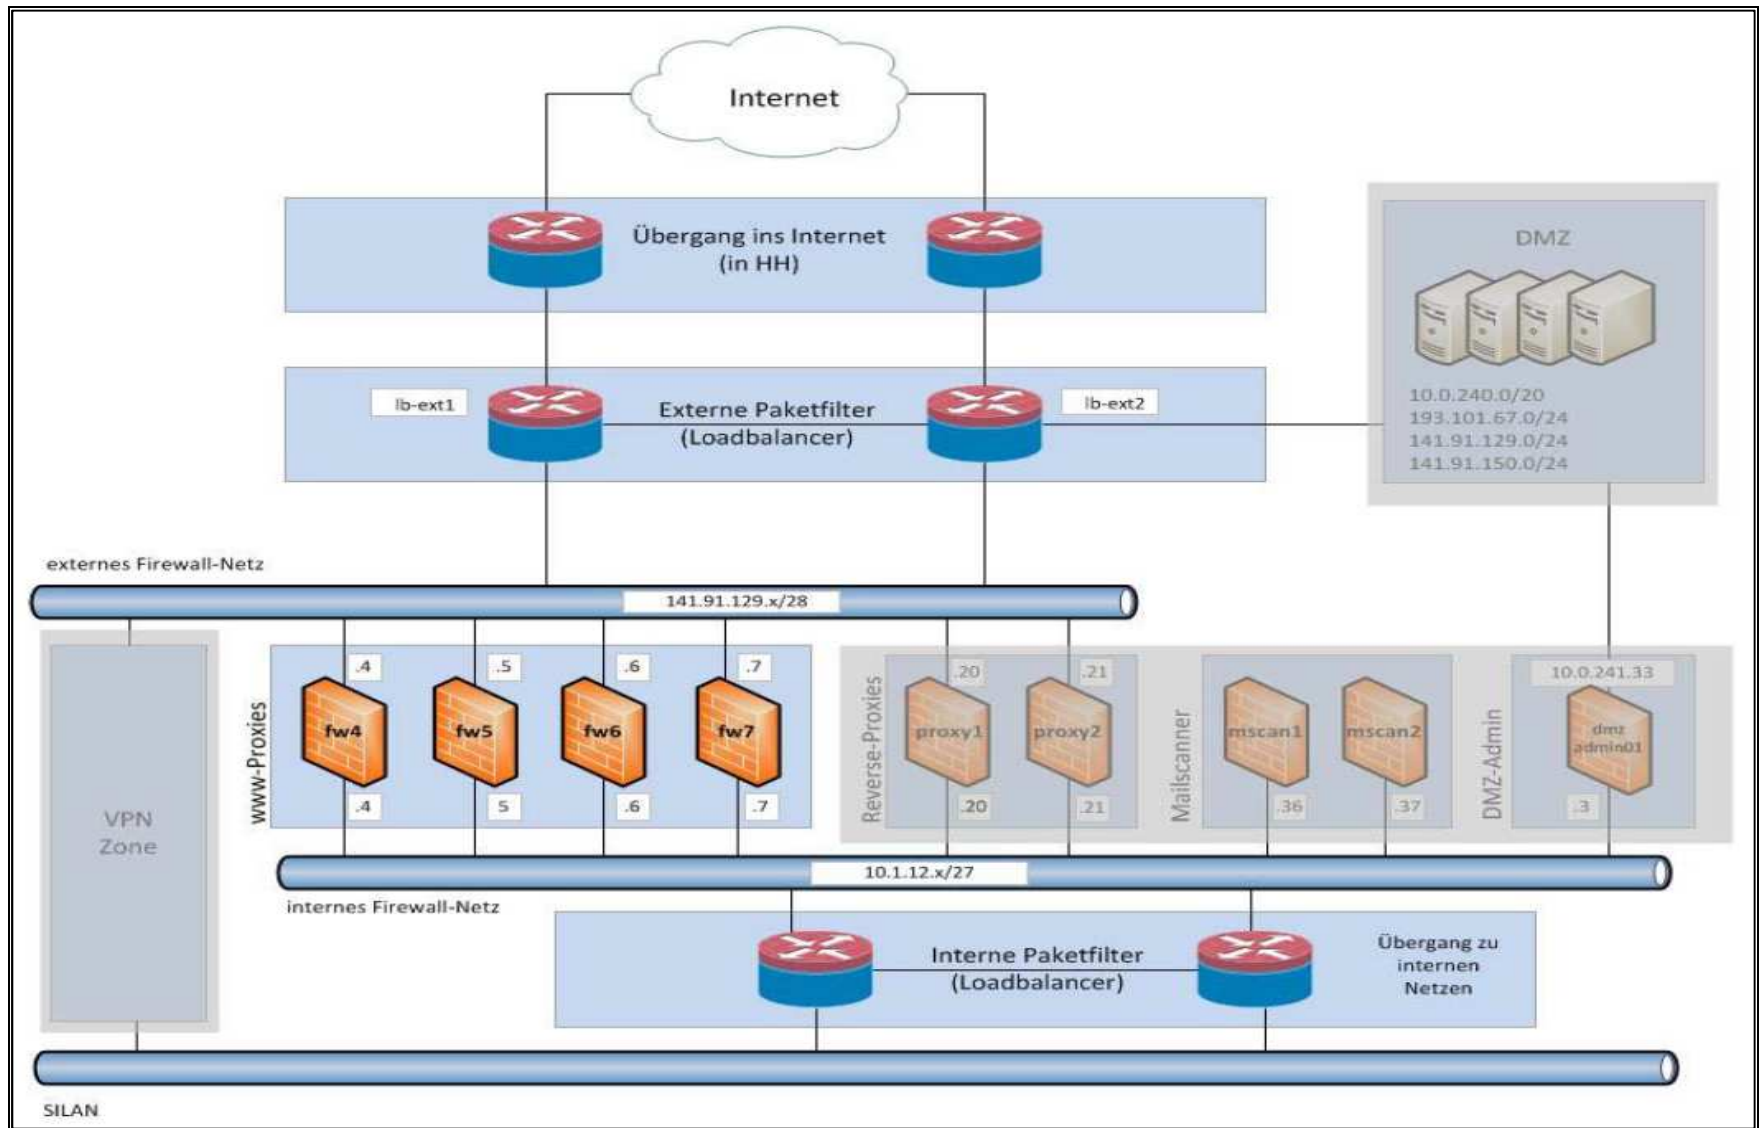 Internet
Übergang ins Internet
(in HH)
DMZ
10.0.240.0/20
193.101.67.0/24
141.91.129.0/24
141.91.150.0/24
lb-ext1
Externe Paketfilter
(Loadbalancer)
lb-ext2
externes Firewall-Netz
141.91.129.x/28
VPN
Zone
www-Proxies
.4
.5
.6
.7
fw4
fw5
fw6
fw7
.4
5
.6
.7
Reverse-Proxies
.20
.21
proxy1
proxy2
.20
.21
Mailscanner
mscan1
mscan2
.36
.37
DMZ-Admin
10.0.241.33
dmz
admin01
.3
10.1.12.x/27
internes Firewall-Netz
Interne Paketfilter
(Loadbalancer)
Übergang zu
internen
Netzen
SILAN